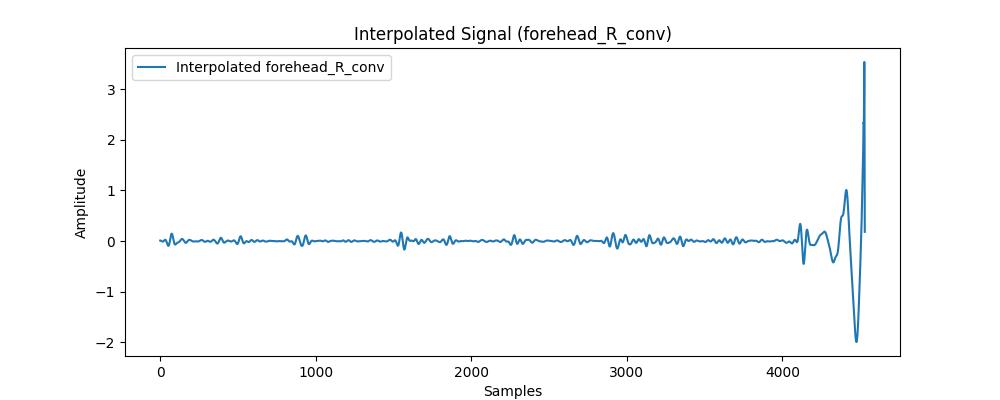 Interpolated Signal (forehead_R_conv)
Interpolated forehead_R_conv
3
2
1
0
−1
−2
Amplitude
0 1000 2000 3000 4000
Samples